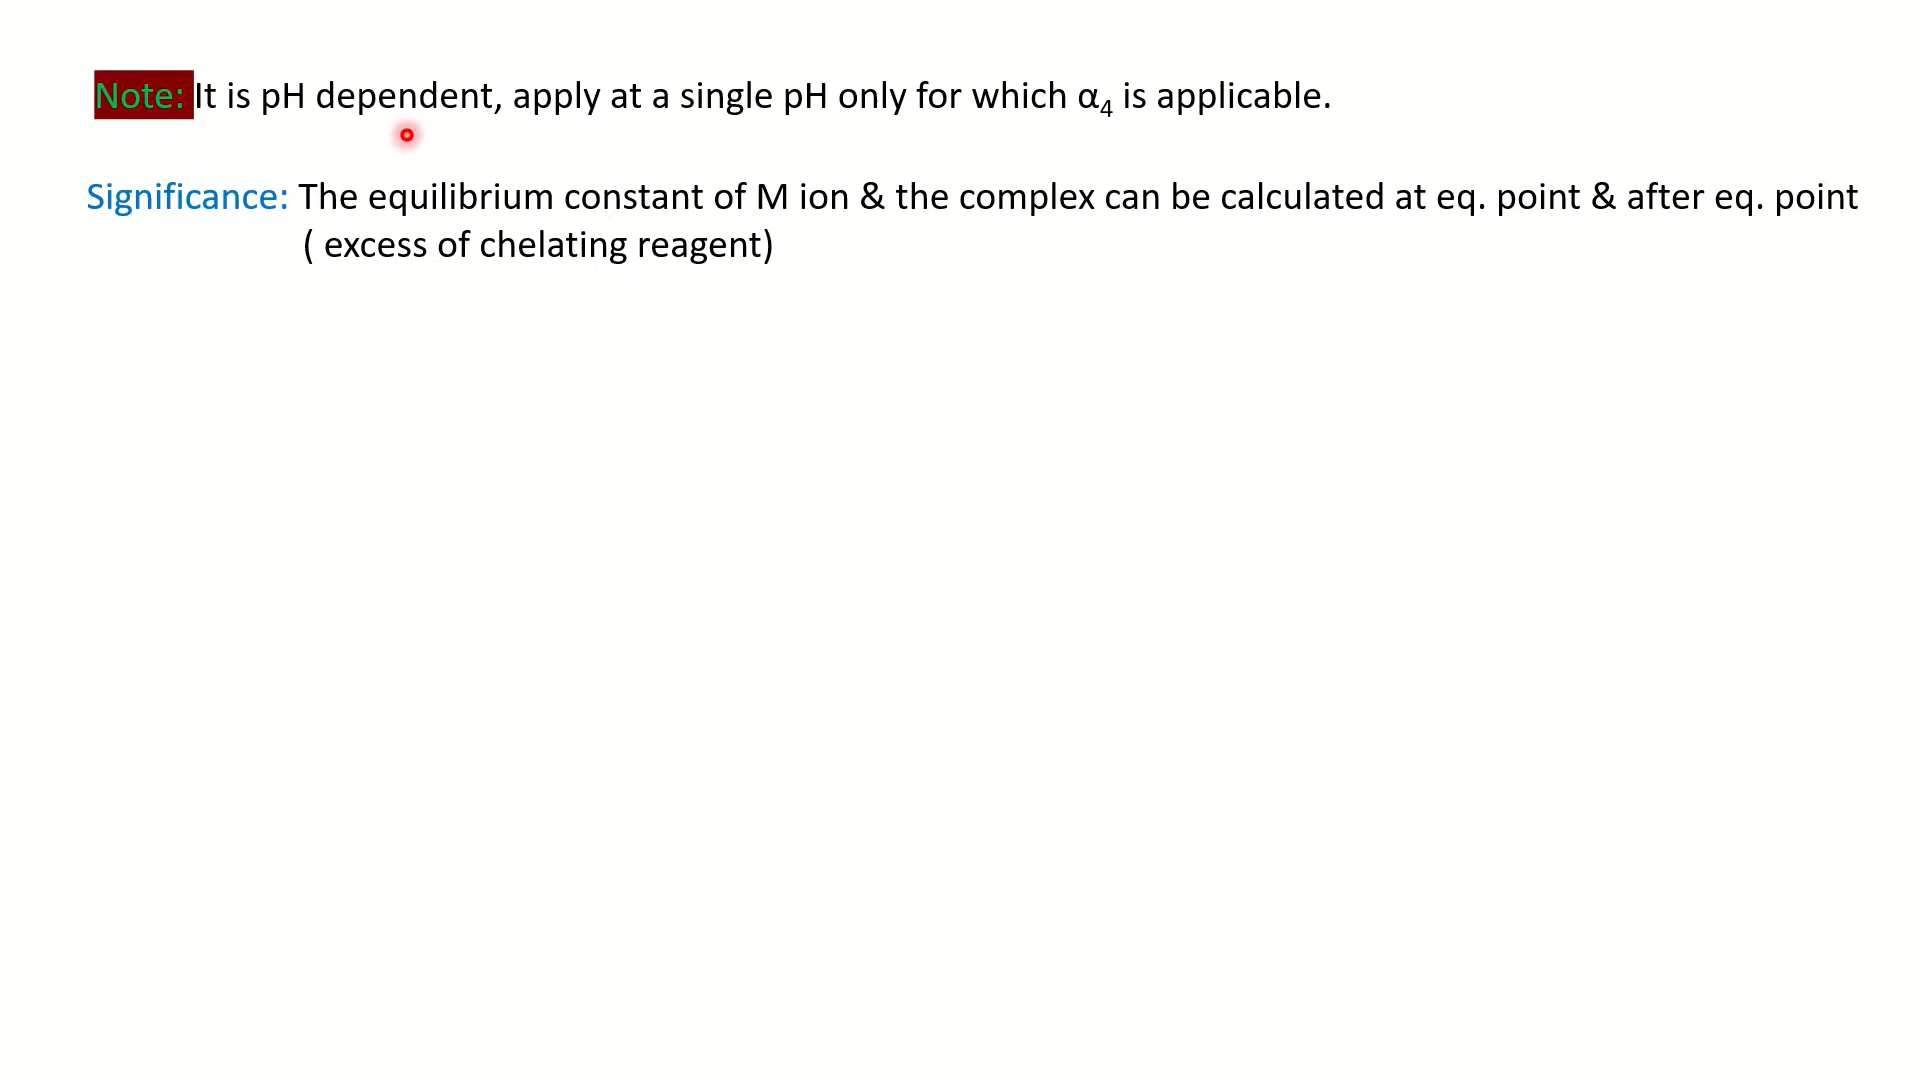 Note: It is pH dependent, apply at a single pH only for which α₄ is applicable.
Significance: The equilibrium constant of M ion & the complex can be calculated at eq. point & after eq. point
( excess of chelating reagent)